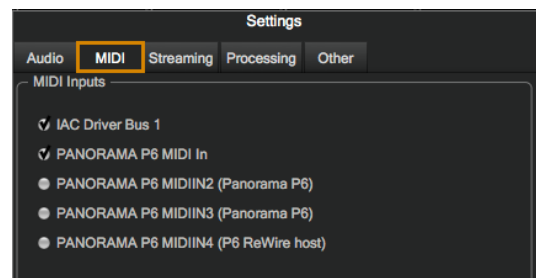 Settings
Audio MIDI Streaming Processing Other
MIDI Inputs
IAC Driver Bus 1
PANORAMA P6 MIDI In
PANORAMA P6 MIDIIN2 (Panorama P6)
PANORAMA P6 MIDIIN3 (Panorama P6)
PANORAMA P6 MIDIIN4 (P6 ReWire host)